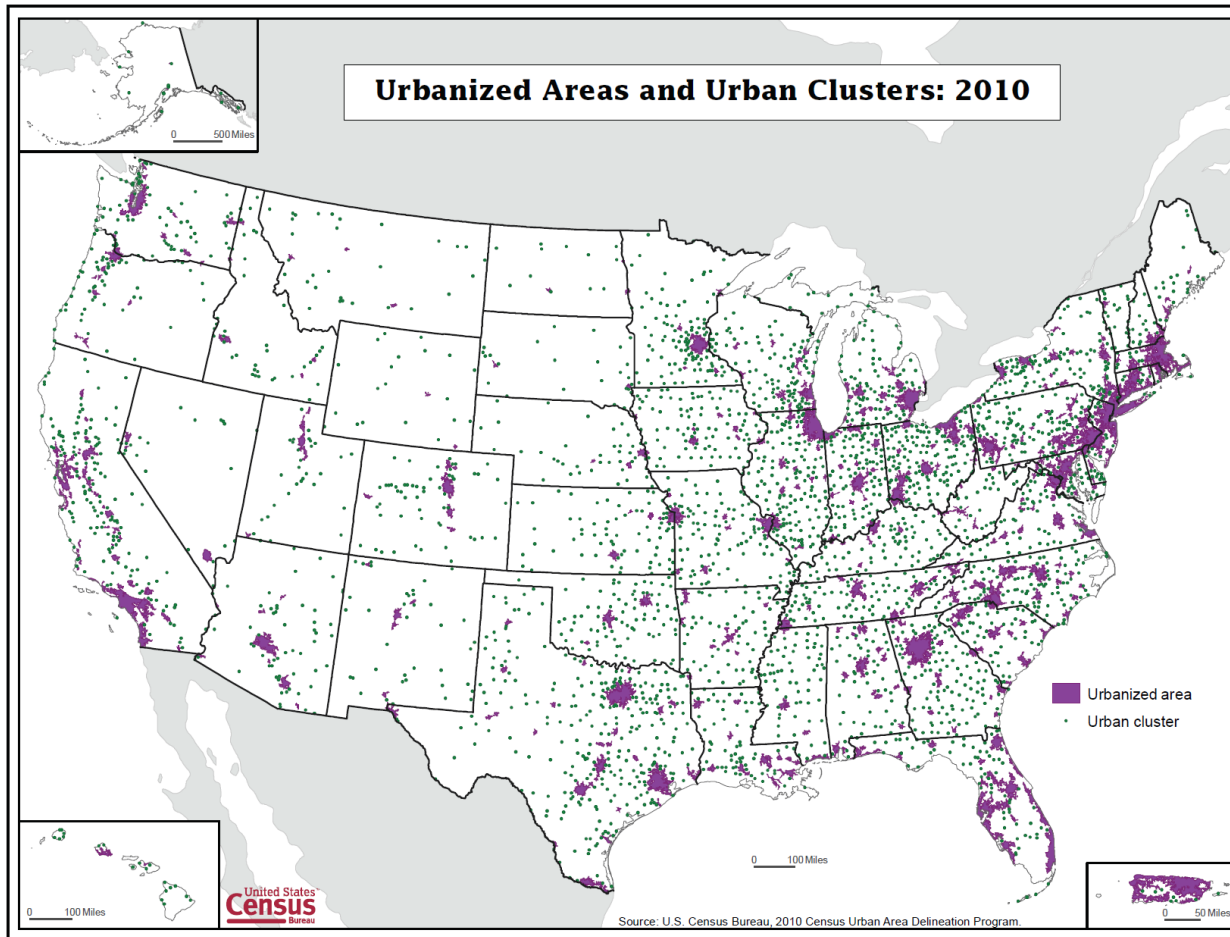 Urbanized Areas and Urban Clusters: 2010
0 500 Miles
Urbanized area
Urban cluster
0 100 Miles
0 100 Miles
United States
Census
Bureau
Source: U.S. Census Bureau, 2010 Census Urban Area Delineation Program.
0 50 Miles